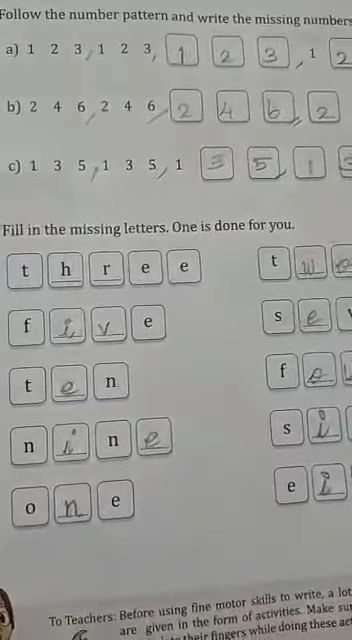 Follow the number pattern and write the missing numbers
a) 1 2 3, 1 2 3, 1 2 3, 1 2
b) 2 4 6, 2 4 6, 2 4 6, 2
c) 1 3 5, 1 3 5, 1 3 5, 1
Fill in the missing letters. One is done for you.
t h r e e t w o
f i v e s e
t e n f
n i n e s i
o n e e i
To Teachers: Before using fine motor skills to write, a lot
are given in the form of activities. Make su
their fingers while doing these act